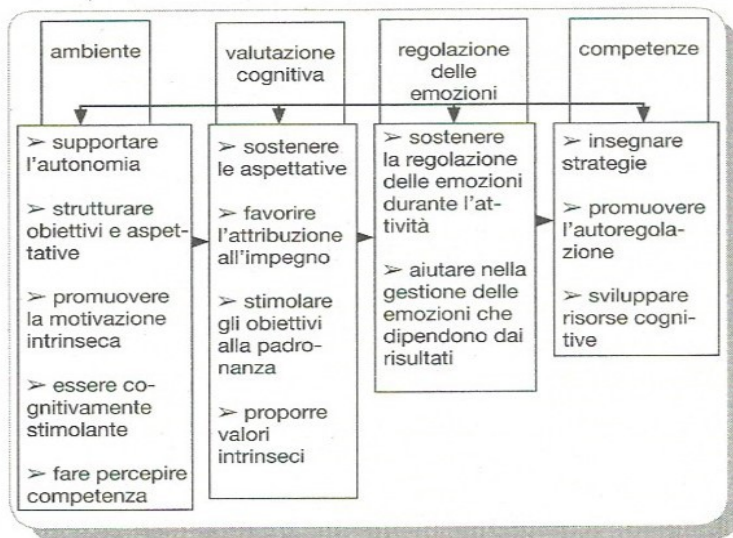 ambiente
➢ supportare
l'autonomia
➢ strutturare
obiettivi e aspet-
tative
➢ promuovere
la motivazione
intrinseca
➢ essere co-
gnitivamente
stimolante
➢ fare percepire
competenza
valutazione
cognitiva
➢ sostenere
le aspettative
➢ favorire
l'attribuzione
all'impegno
➢ stimolare
gli obiettivi
alla padro-
nanza
➢ proporre
valori
intrinseci
regolazione
delle
emozioni
➢ sostenere
la regolazione
delle emozioni
durante l'at-
tività
➢ aiutare nella
gestione delle
emozioni che
dipendono dai
risultati
competenze
➢ insegnare
strategie
➢ promuovere
l'autoregola-
zione
➢ sviluppare
risorse cogni-
tive